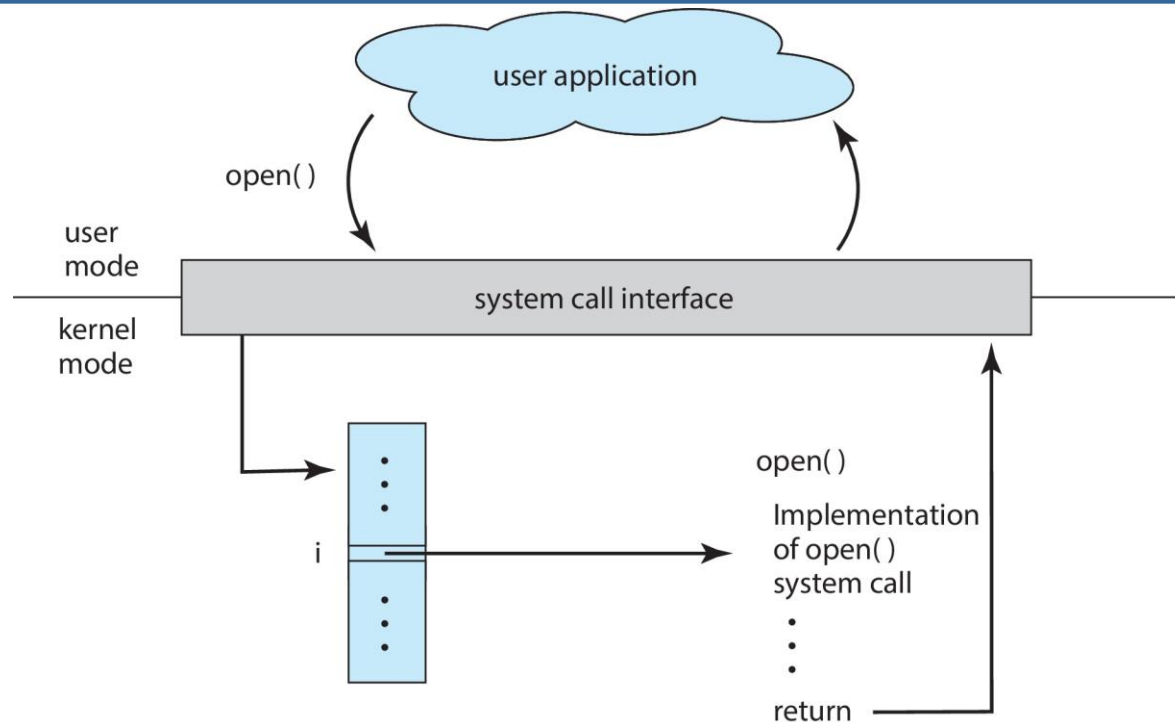 user application
open( )
user
mode
system call interface
kernel
mode
open( )
Implementation
of open( )
system call
i
return